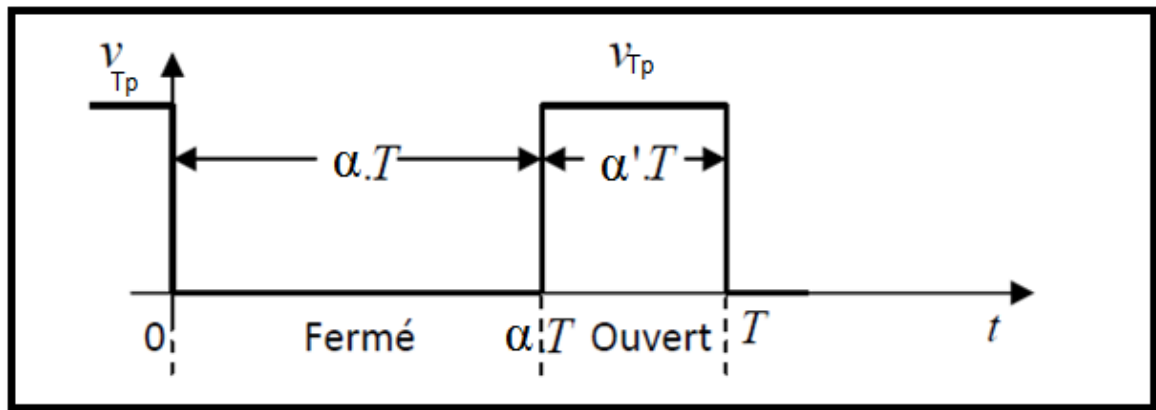 v_Tp v_Tp
α.T α'.T
0 Fermé α.T Ouvert T t